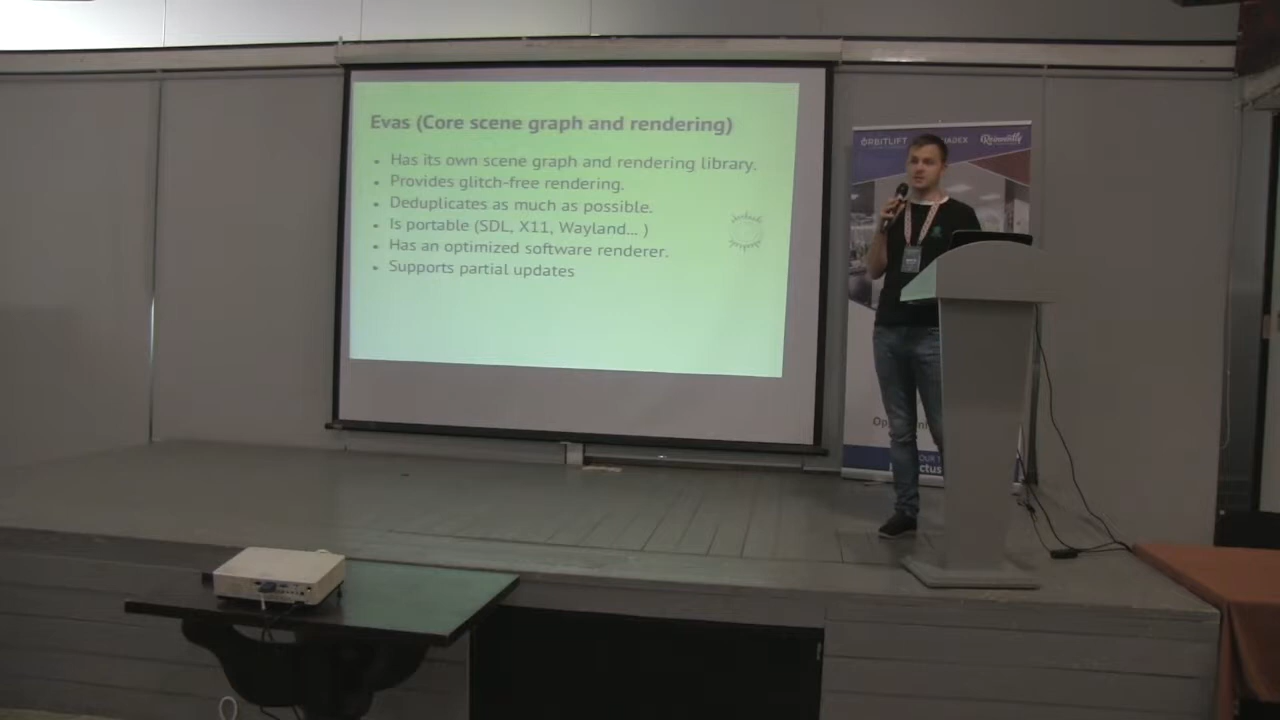 Evas (Core scene graph and rendering)
• Has its own scene graph and rendering library.
• Provides glitch-free rendering.
• Deduplicates as much as possible.
• Is portable (SDL, X11, Wayland... )
• Has an optimized software renderer.
• Supports partial updates
ORBITLIFT